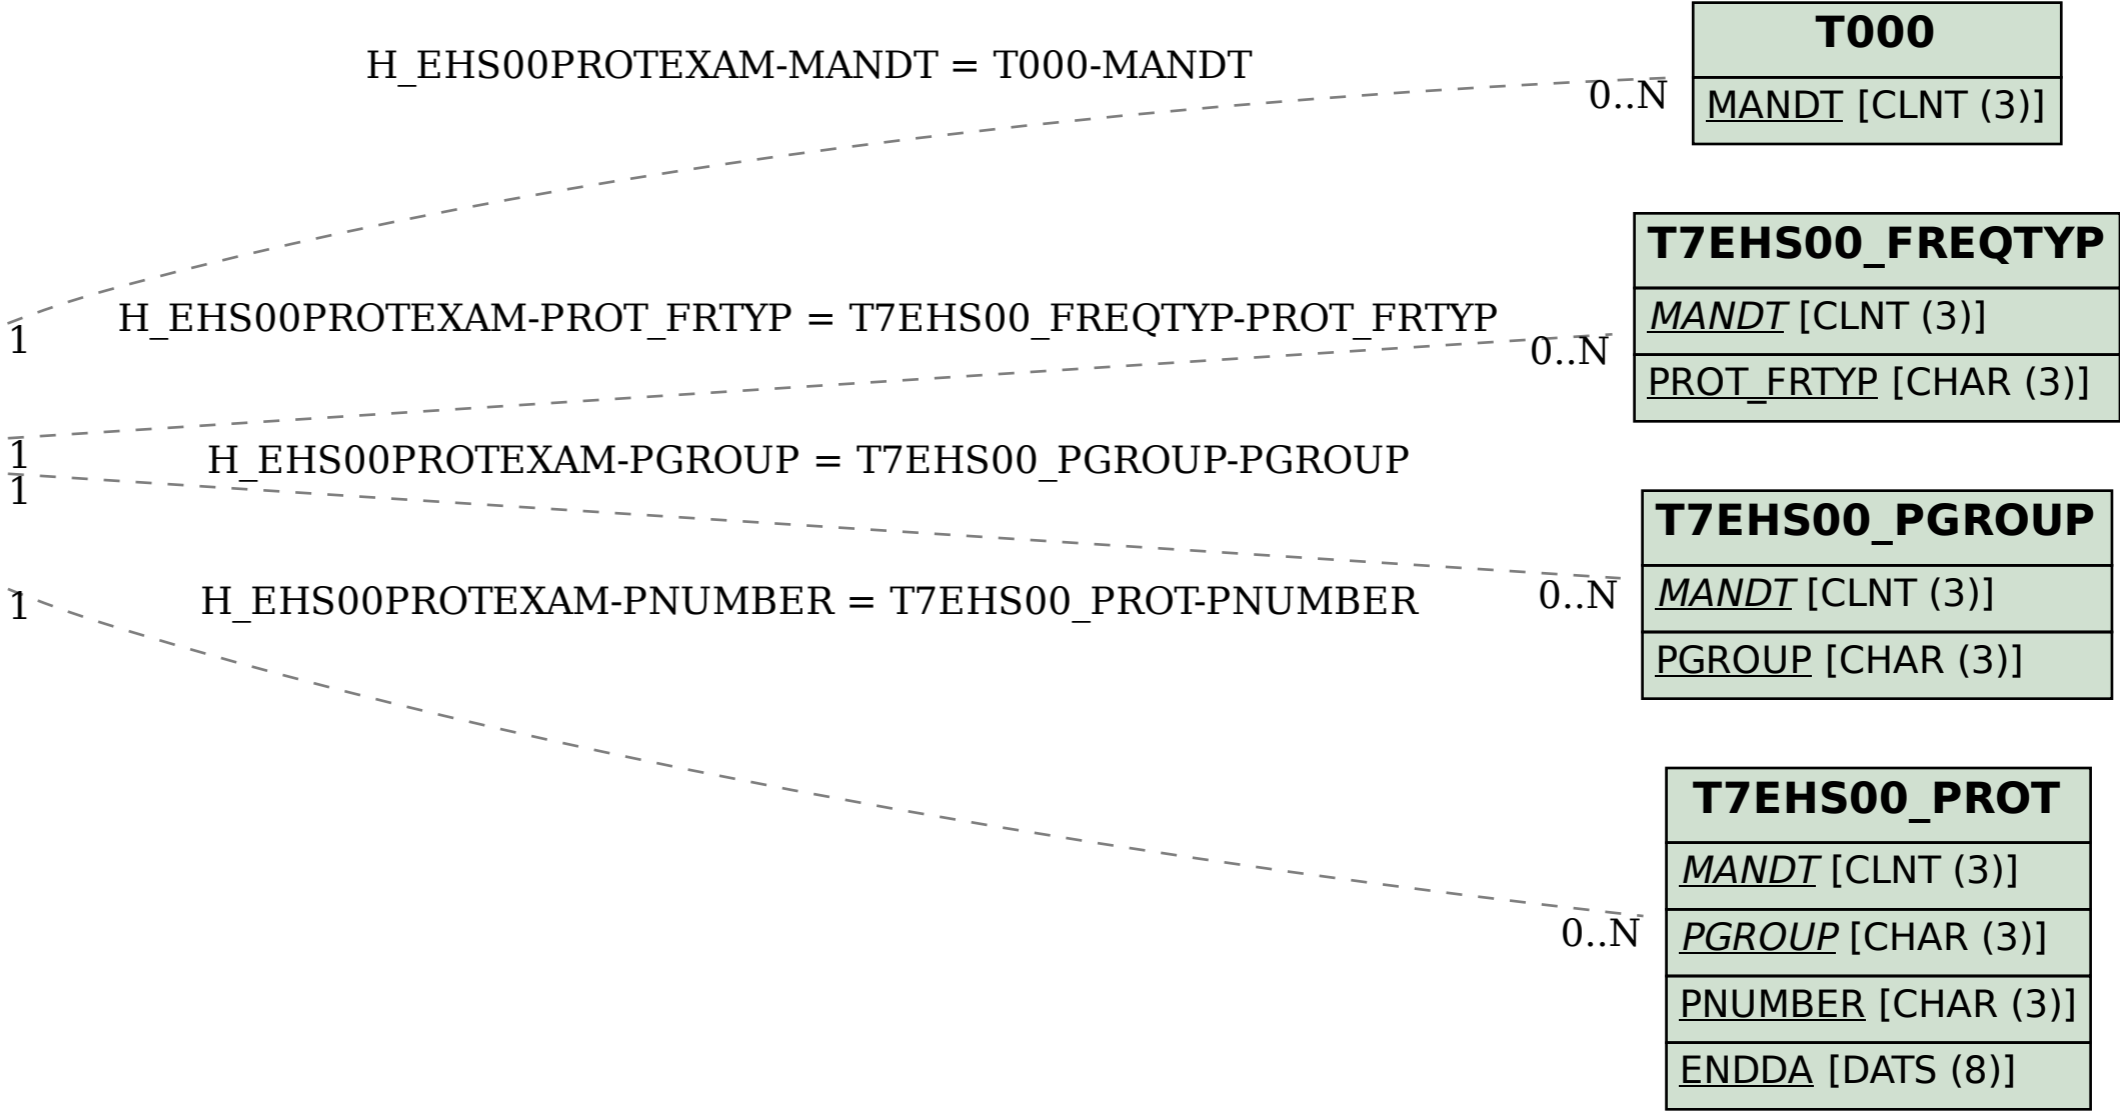 T000
H_EHS00PROTEXAM-MANDT = T000-MANDT
0..N
MANDT [CLNT (3)]
T7EHS00_FREQTYP
1
H_EHS00PROTEXAM-PROT_FRTYP = T7EHS00_FREQTYP-PROT_FRTYP
0..N
MANDT [CLNT (3)]
PROT_FRTYP [CHAR (3)]
1
H_EHS00PROTEXAM-PGROUP = T7EHS00_PGROUP-PGROUP
1
T7EHS00_PGROUP
1
H_EHS00PROTEXAM-PNUMBER = T7EHS00_PROT-PNUMBER
0..N
MANDT [CLNT (3)]
PGROUP [CHAR (3)]
T7EHS00_PROT
MANDT [CLNT (3)]
0..N
PGROUP [CHAR (3)]
PNUMBER [CHAR (3)]
ENDDA [DATS (8)]